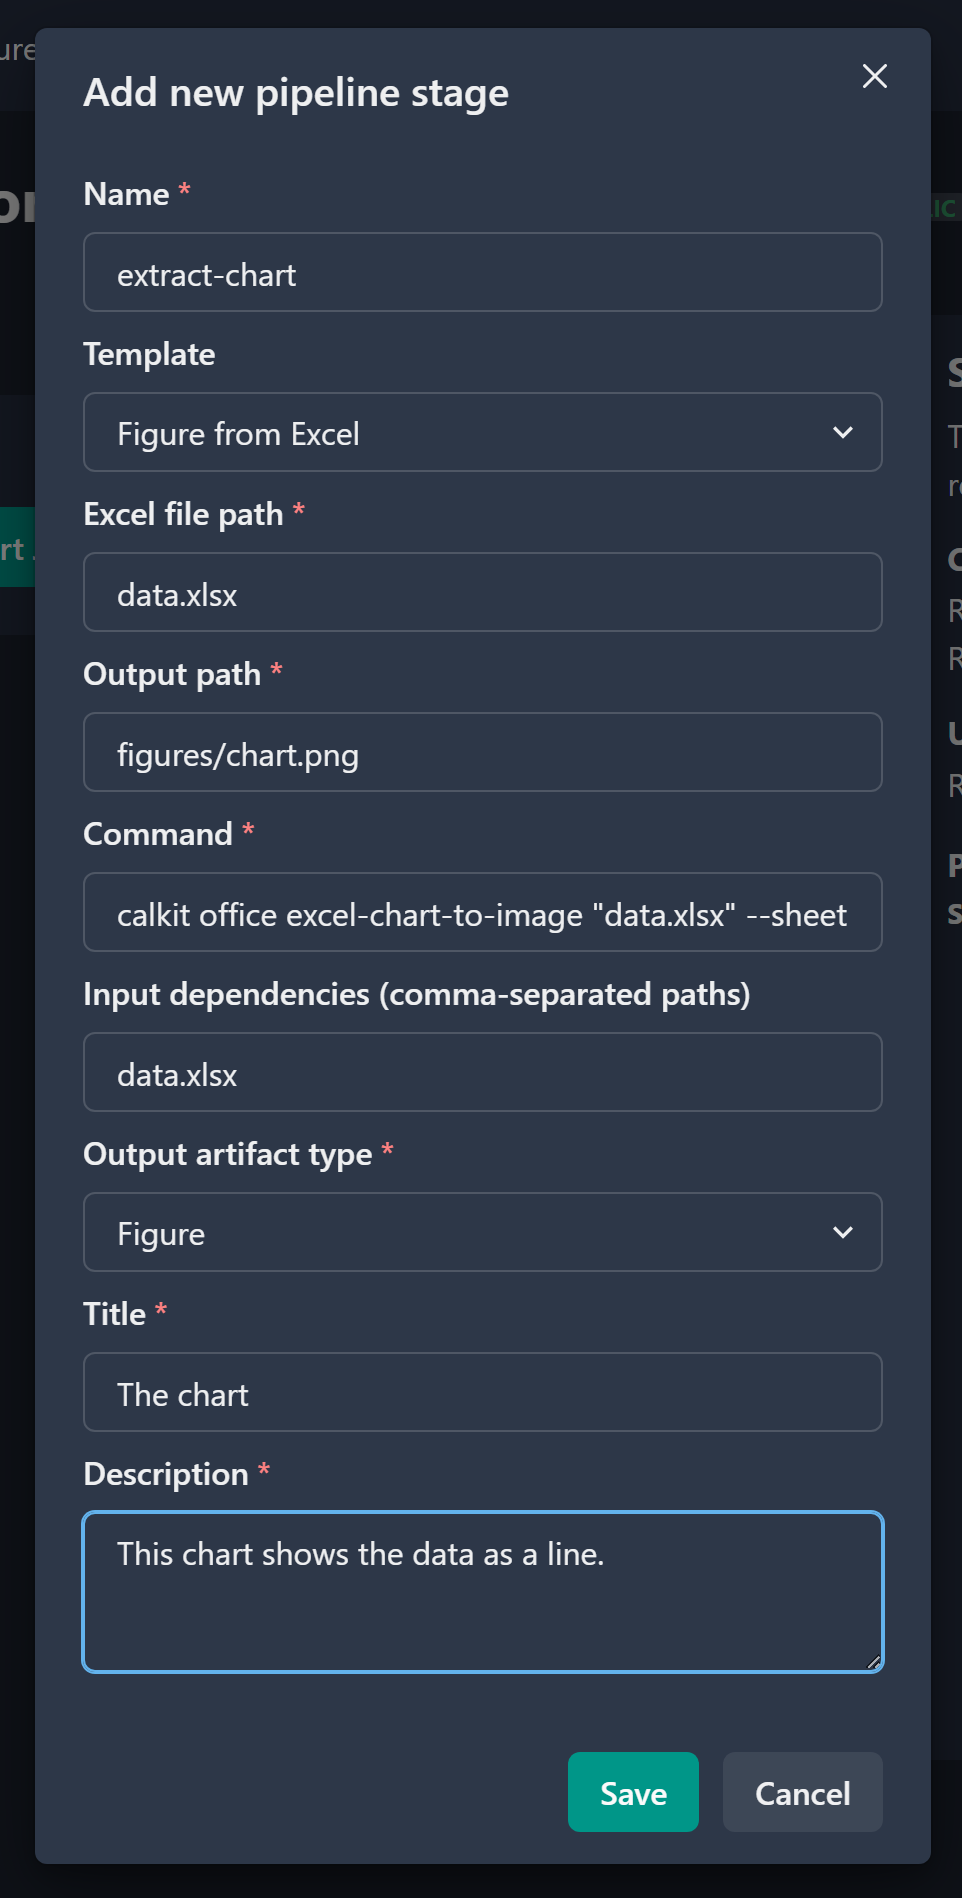 Add new pipeline stage
Name *
extract-chart
Template
Figure from Excel
Excel file path *
data.xlsx
Output path *
figures/chart.png
Command *
calkit office excel-chart-to-image "data.xlsx" --sheet
Input dependencies (comma-separated paths)
data.xlsx
Output artifact type *
Figure
Title *
The chart
Description *
This chart shows the data as a line.
Save
Cancel